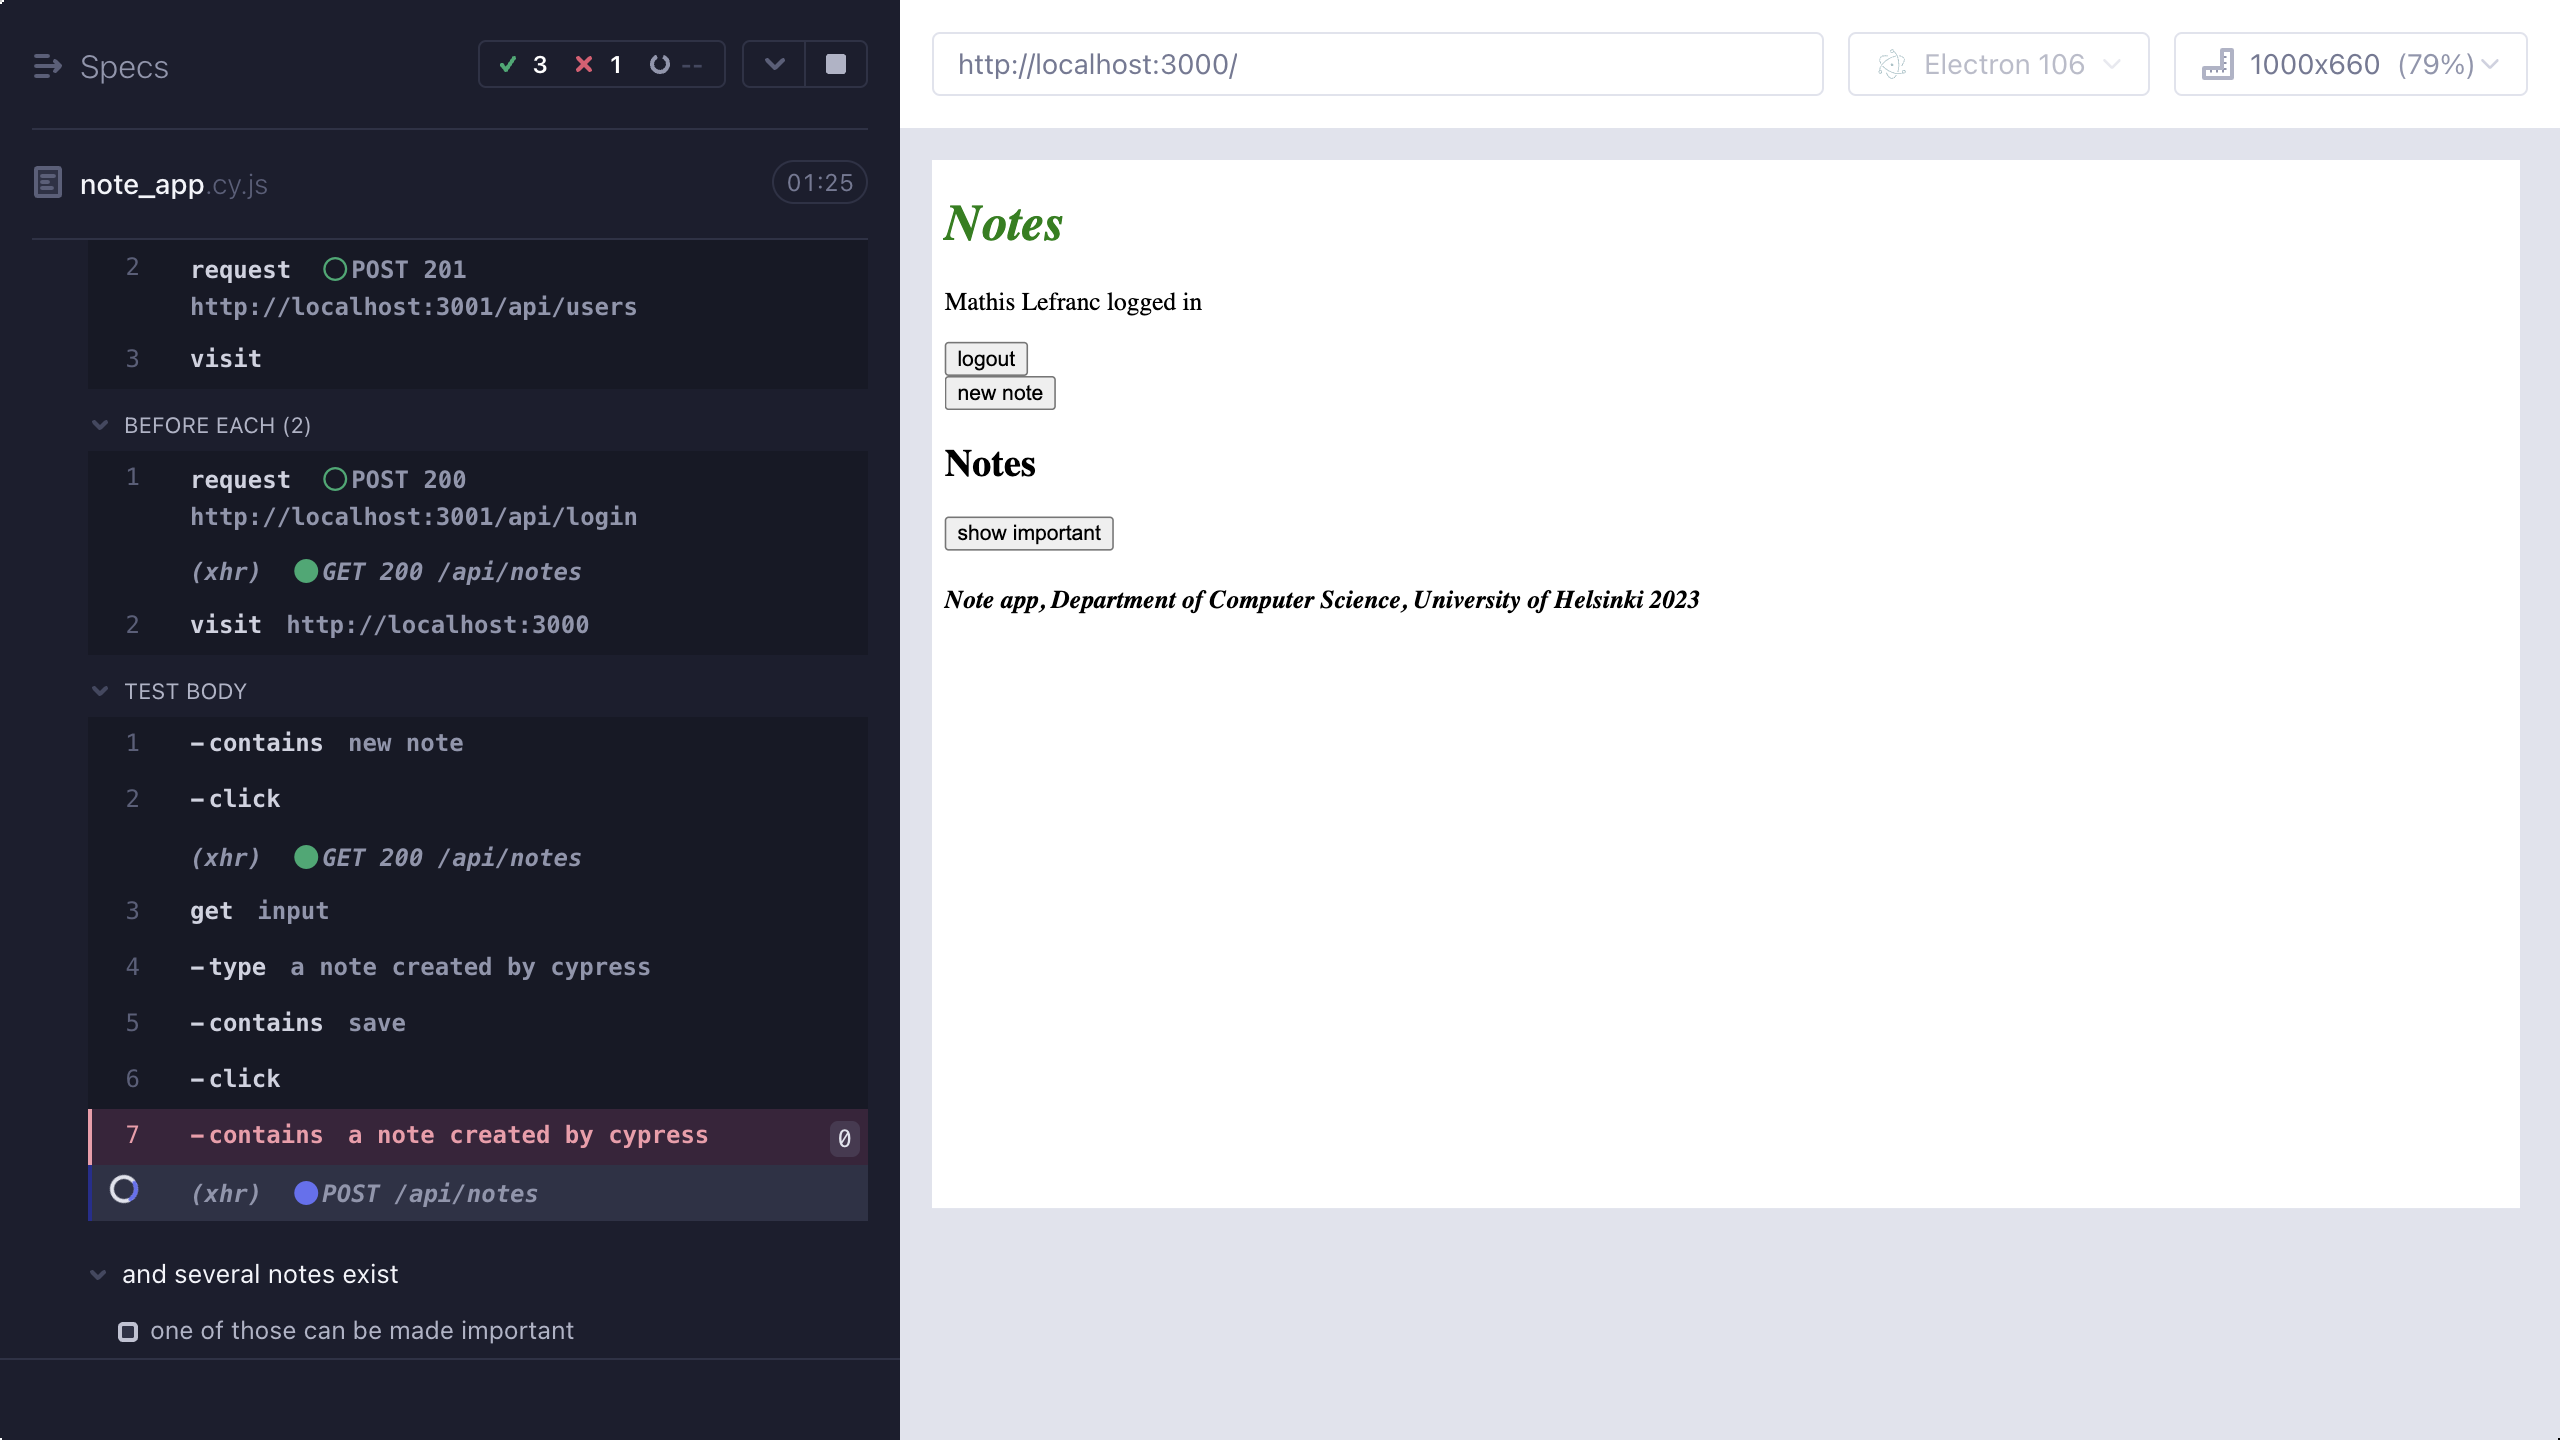 Specs
3 1 --
note_app.cy.js 01:25
2 request POST 201
http://localhost:3001/api/users
3 visit
BEFORE EACH (2)
1 request POST 200
http://localhost:3001/api/login
(xhr) GET 200 /api/notes
2 visit http://localhost:3000
TEST BODY
1 -contains new note
2 -click
(xhr) GET 200 /api/notes
3 get input
4 -type a note created by cypress
5 -contains save
6 -click
7 -contains a note created by cypress 0
(xhr) POST /api/notes
and several notes exist
one of those can be made important
http://localhost:3000/ Electron 106 1000x660 (79%)
Notes
Mathis Lefranc logged in
logout
new note
Notes
show important
Note app, Department of Computer Science, University of Helsinki 2023